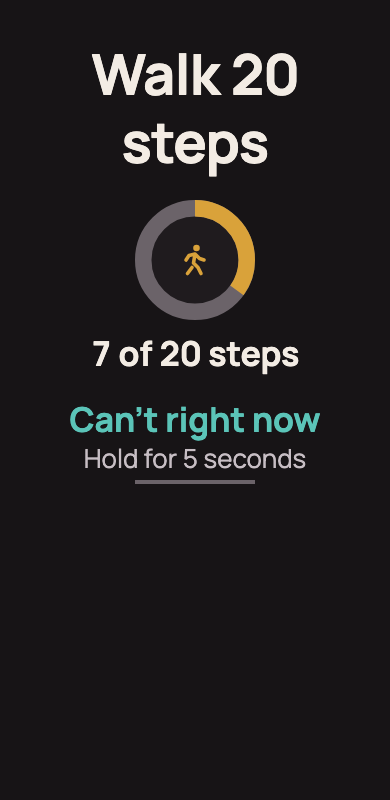 Walk 20
steps
7 of 20 steps
Can’t right now
Hold for 5 seconds